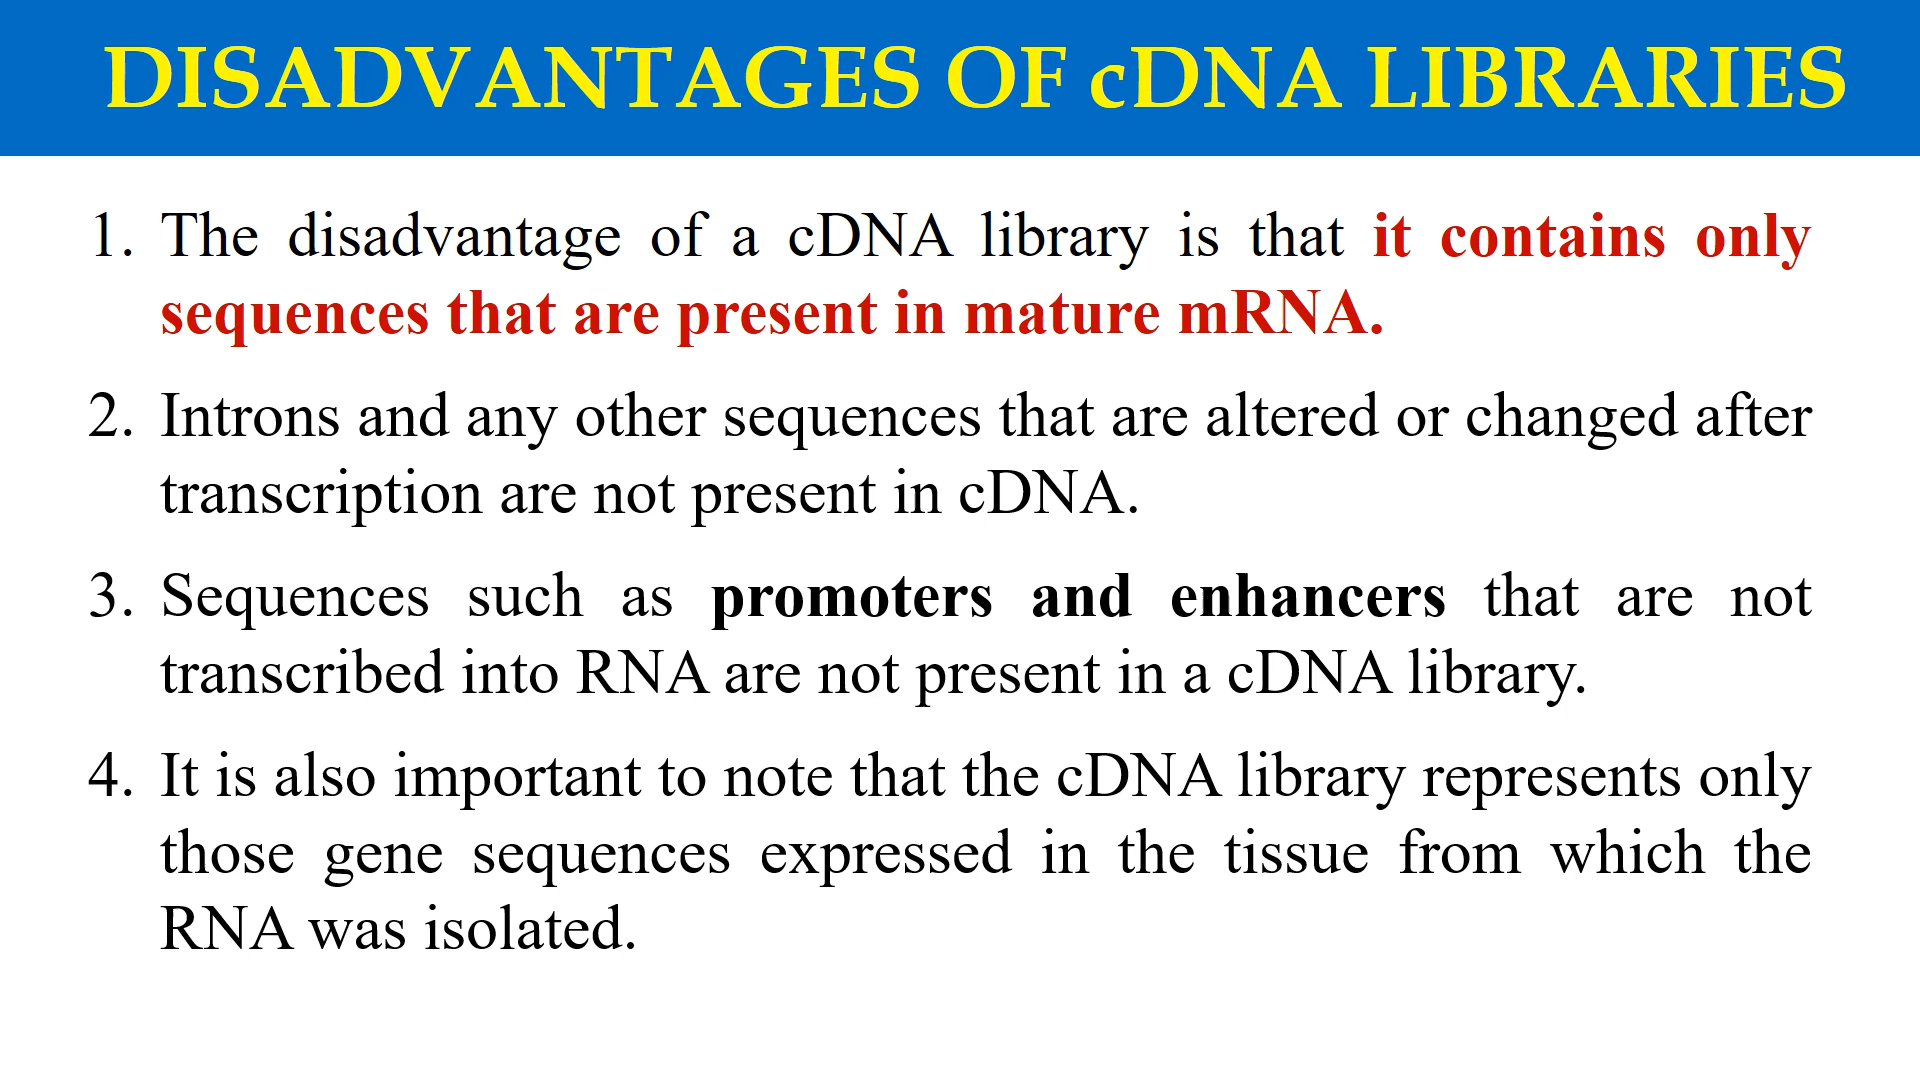 DISADVANTAGES OF cDNA LIBRARIES
1. The disadvantage of a cDNA library is that it contains only
sequences that are present in mature mRNA.
2. Introns and any other sequences that are altered or changed after
transcription are not present in cDNA.
3. Sequences such as promoters and enhancers that are not
transcribed into RNA are not present in a cDNA library.
4. It is also important to note that the cDNA library represents only
those gene sequences expressed in the tissue from which the
RNA was isolated.